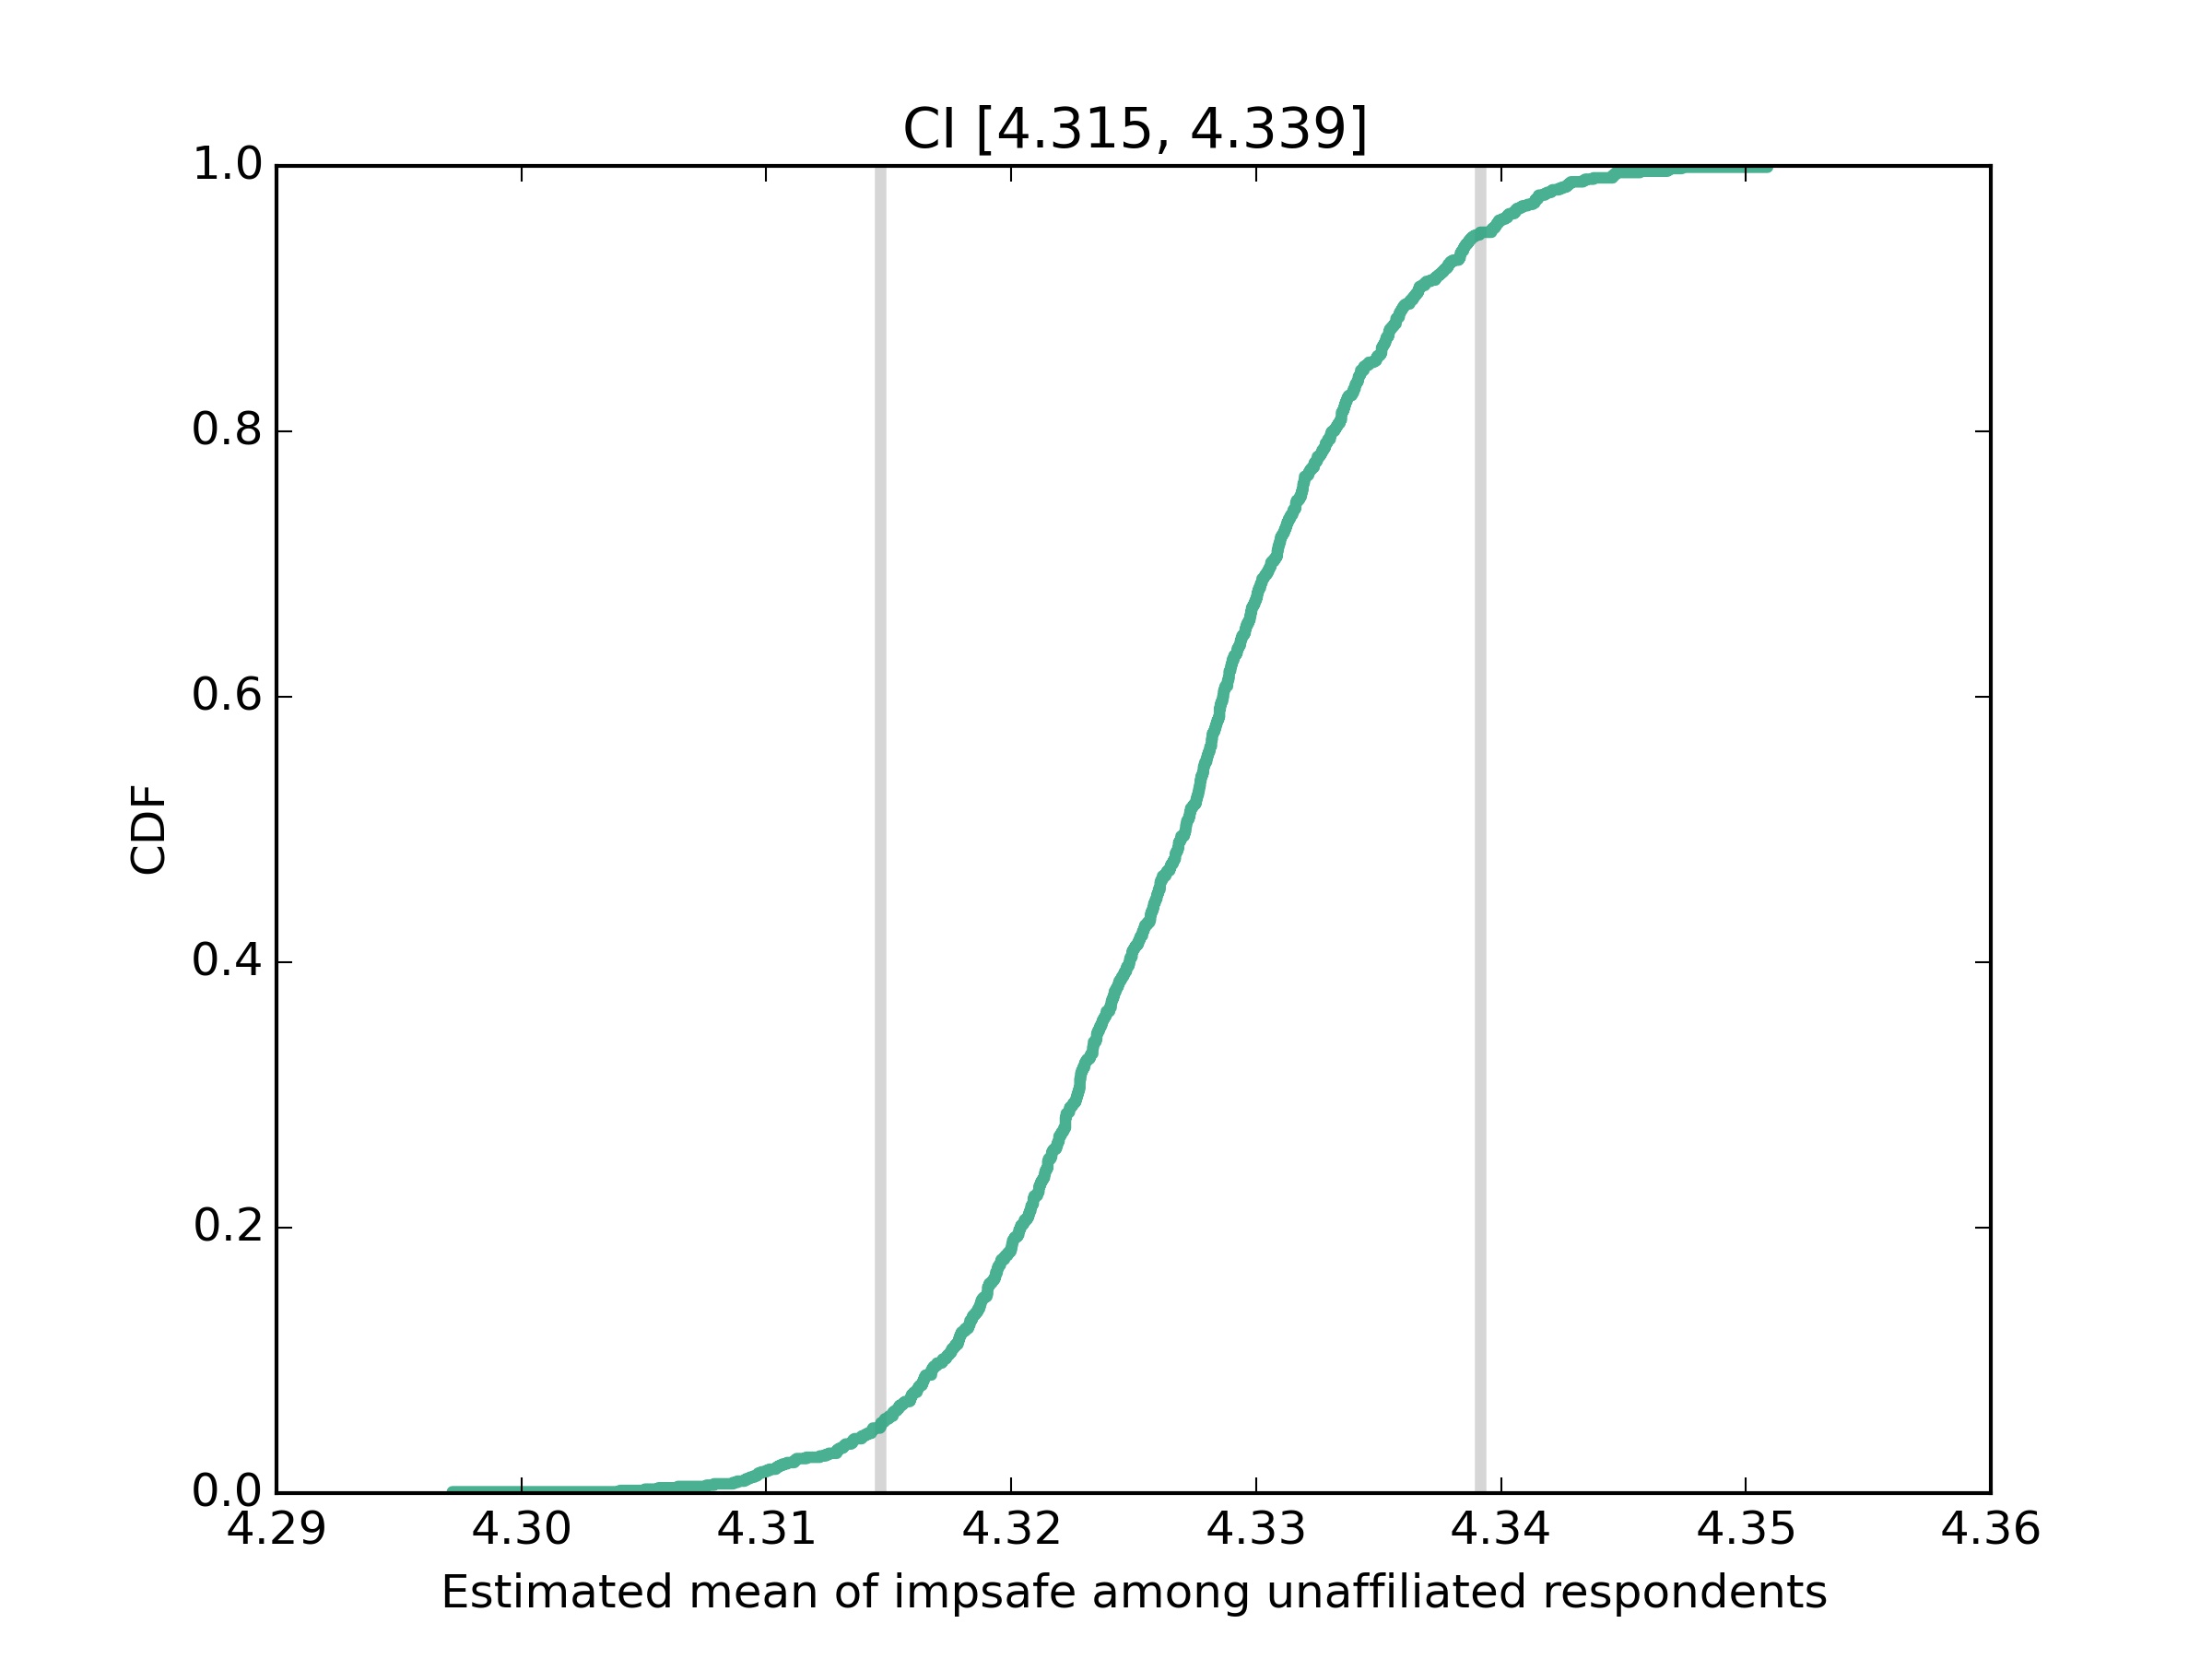 CI [4.315, 4.339]
1.0
0.8
0.6
0.4
0.2
0.0
CDF
4.29 4.30 4.31 4.32 4.33 4.34 4.35 4.36
Estimated mean of impsafe among unaffiliated respondents